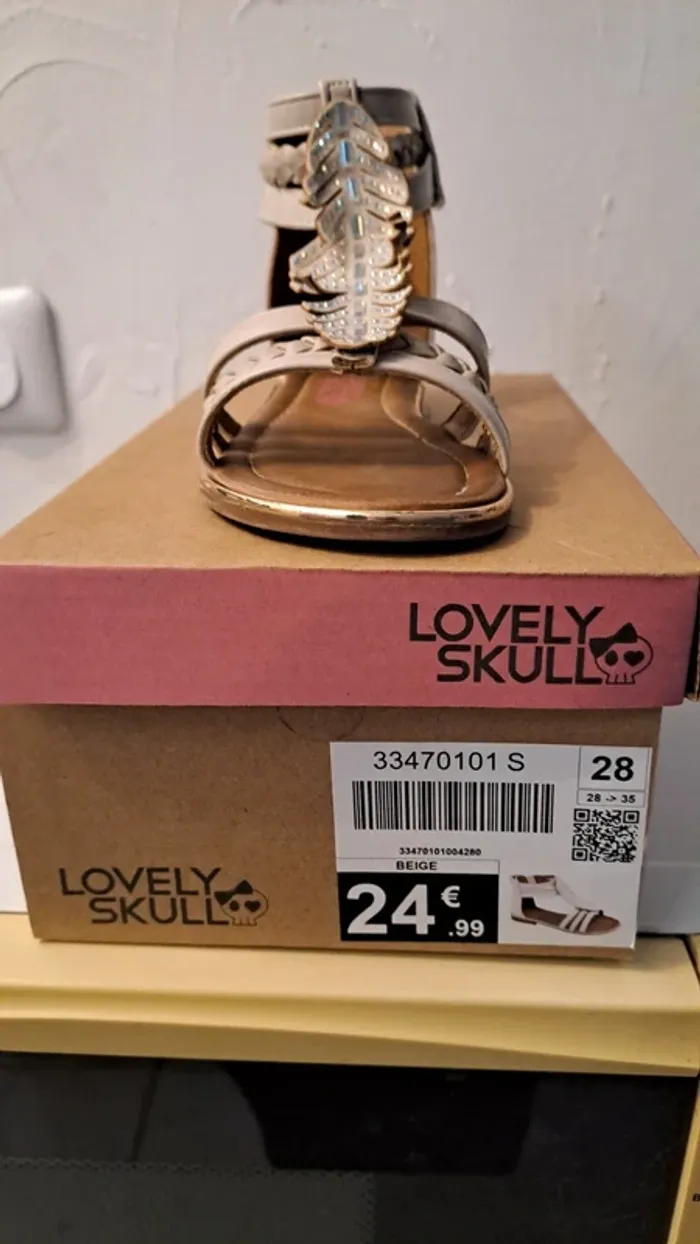 LOVELY
SKULL
33470101 S
28
28 -> 35
33470101004280
BEIGE
24€.99
LOVELY
SKULL